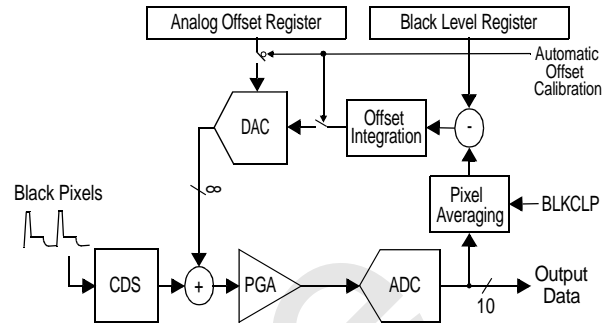 Analog Offset Register
Black Level Register
Automatic
Offset
Calibration
DAC
Offset
Integration
-
8
Black Pixels
Pixel
Averaging
BLKCLP
CDS
+
PGA
ADC
10
Output
Data